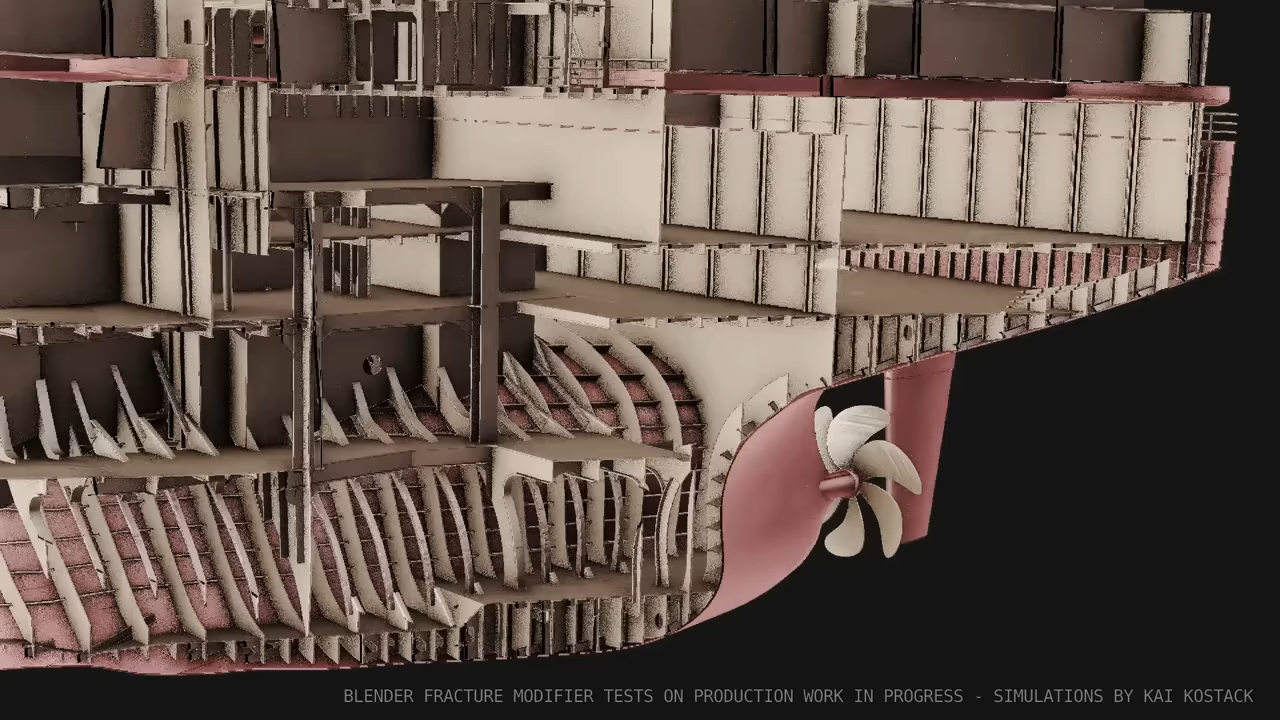 BLENDER FRACTURE MODIFIER TESTS ON PRODUCTION WORK IN PROGRESS - SIMULATIONS BY KAI KOSTACK